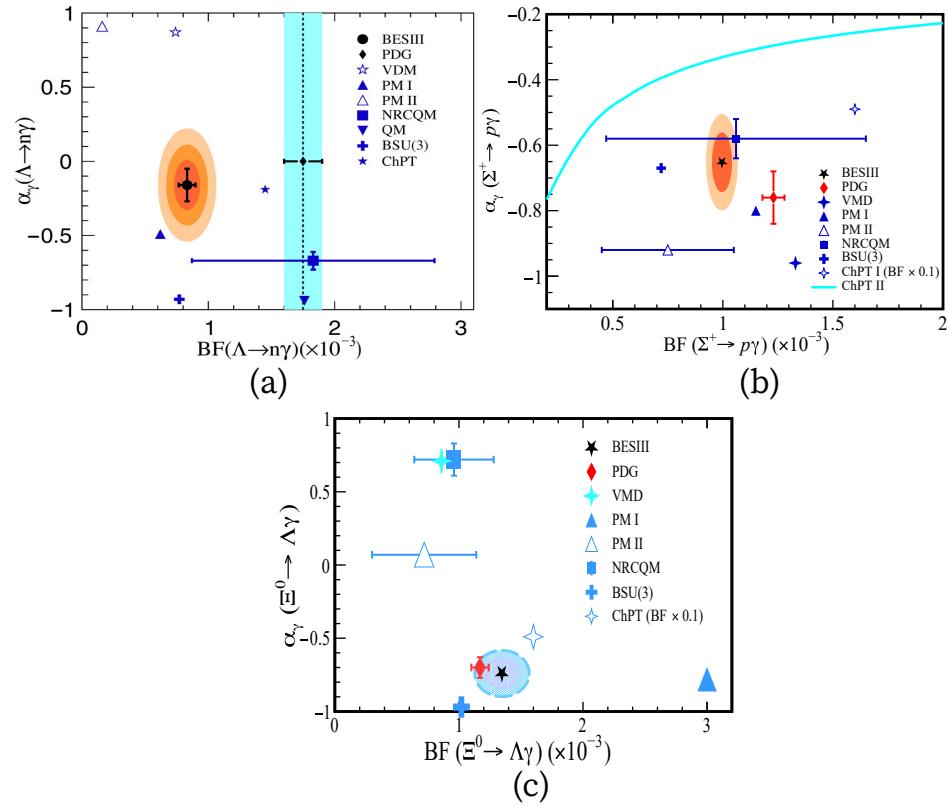 1
0.5
0
−0.5
−1
0
1
2
3
α_γ(Λ→nγ)
BF(Λ→nγ)(×10⁻³)
BESIII
PDG
VDM
PM I
PM II
NRCQM
QM
BSU(3)
ChPT
(a)
−0.2
−0.4
−0.6
−0.8
−1
0.5
1
1.5
2
α_γ (Σ⁺→ pγ)
BF (Σ⁺→ pγ) (×10⁻³)
BESIII
PDG
VMD
PM I
PM II
NRCQM
BSU(3)
ChPT I (BF × 0.1)
ChPT II
(b)
1
0.5
0
−0.5
−1
0
1
2
3
α_γ (Ξ⁰→ Λγ)
BF (Ξ⁰→ Λγ) (×10⁻³)
BESIII
PDG
VMD
PM I
PM II
NRCQM
BSU(3)
ChPT (BF × 0.1)
(c)